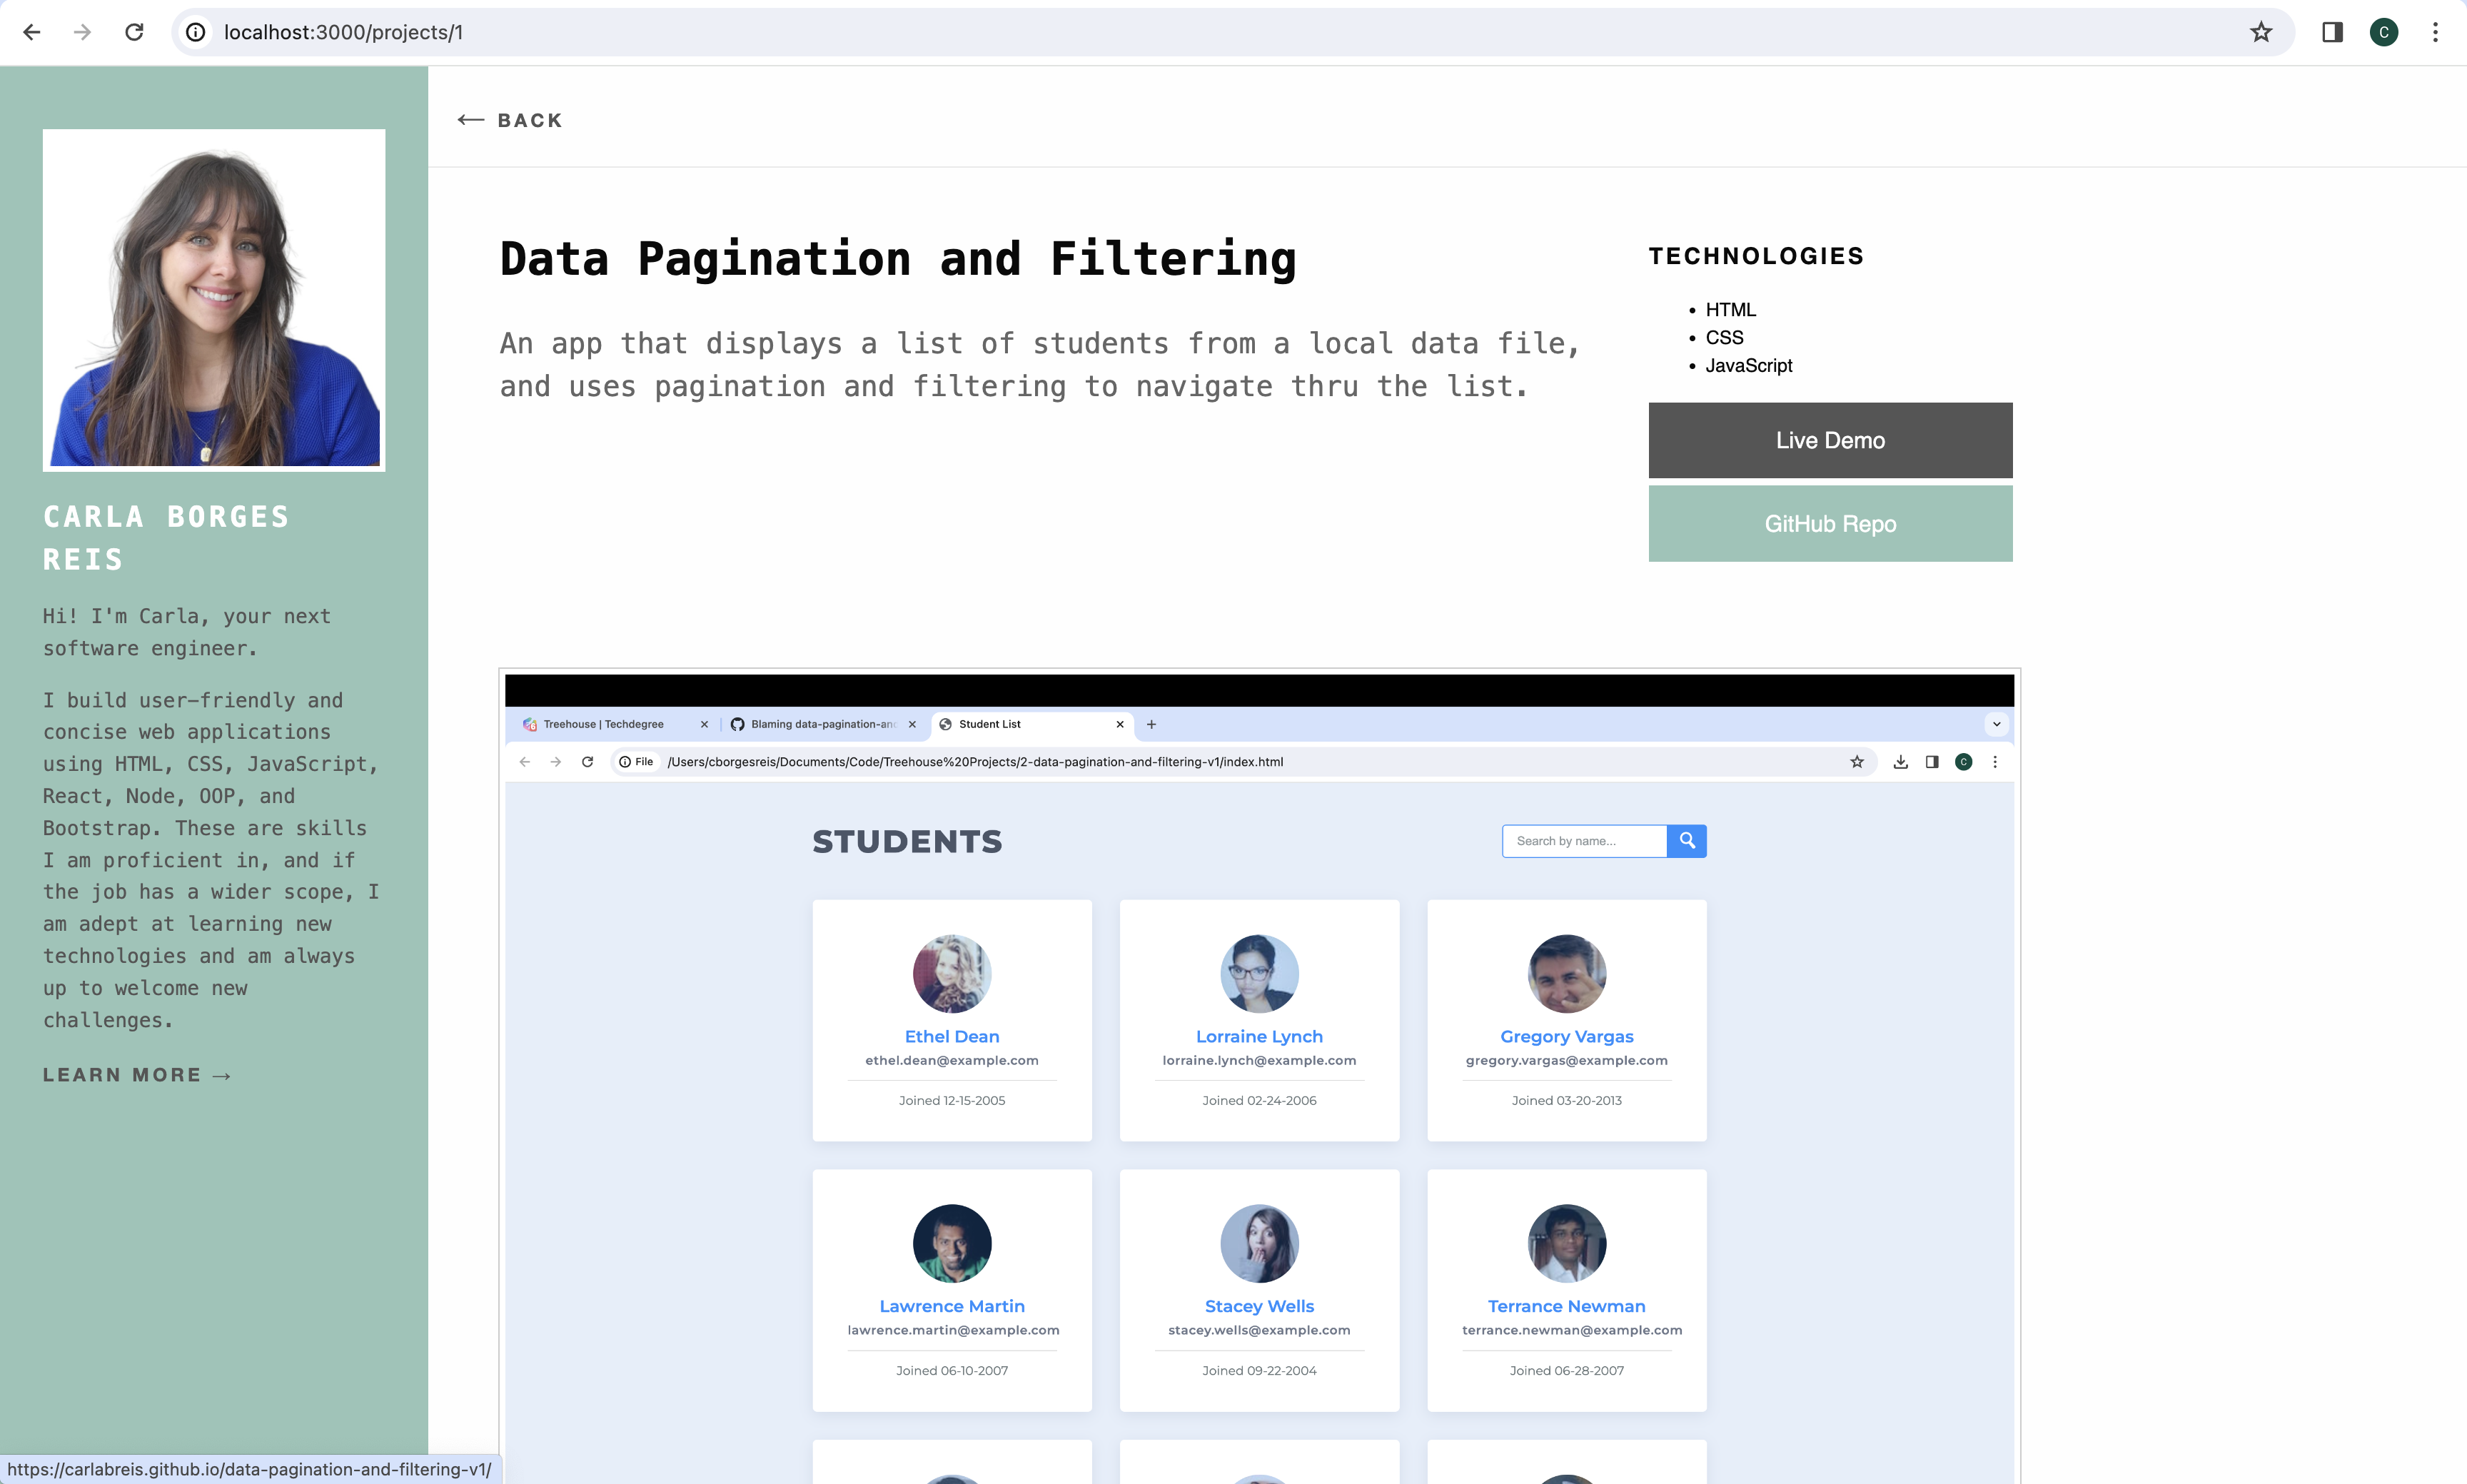 localhost:3000/projects/1
C
← BACK
CARLA BORGES
REIS
Hi! I'm Carla, your next
software engineer.
I build user-friendly and
concise web applications
using HTML, CSS, JavaScript,
React, Node, OOP, and
Bootstrap. These are skills
I am proficient in, and if
the job has a wider scope, I
am adept at learning new
technologies and am always
up to welcome new
challenges.
LEARN MORE →
Data Pagination and Filtering
An app that displays a list of students from a local data file,
and uses pagination and filtering to navigate thru the list.
TECHNOLOGIES
• HTML
• CSS
• JavaScript
Live Demo
GitHub Repo
Treehouse | Techdegree
Blaming data-pagination-an
Student List
File /Users/cborgesreis/Documents/Code/Treehouse%20Projects/2-data-pagination-and-filtering-v1/index.html
C
STUDENTS
Search by name...
Ethel Dean
ethel.dean@example.com
Joined 12-15-2005
Lorraine Lynch
lorraine.lynch@example.com
Joined 02-24-2006
Gregory Vargas
gregory.vargas@example.com
Joined 03-20-2013
Lawrence Martin
lawrence.martin@example.com
Joined 06-10-2007
Stacey Wells
stacey.wells@example.com
Joined 09-22-2004
Terrance Newman
terrance.newman@example.com
Joined 06-28-2007
https://carlabreis.github.io/data-pagination-and-filtering-v1/